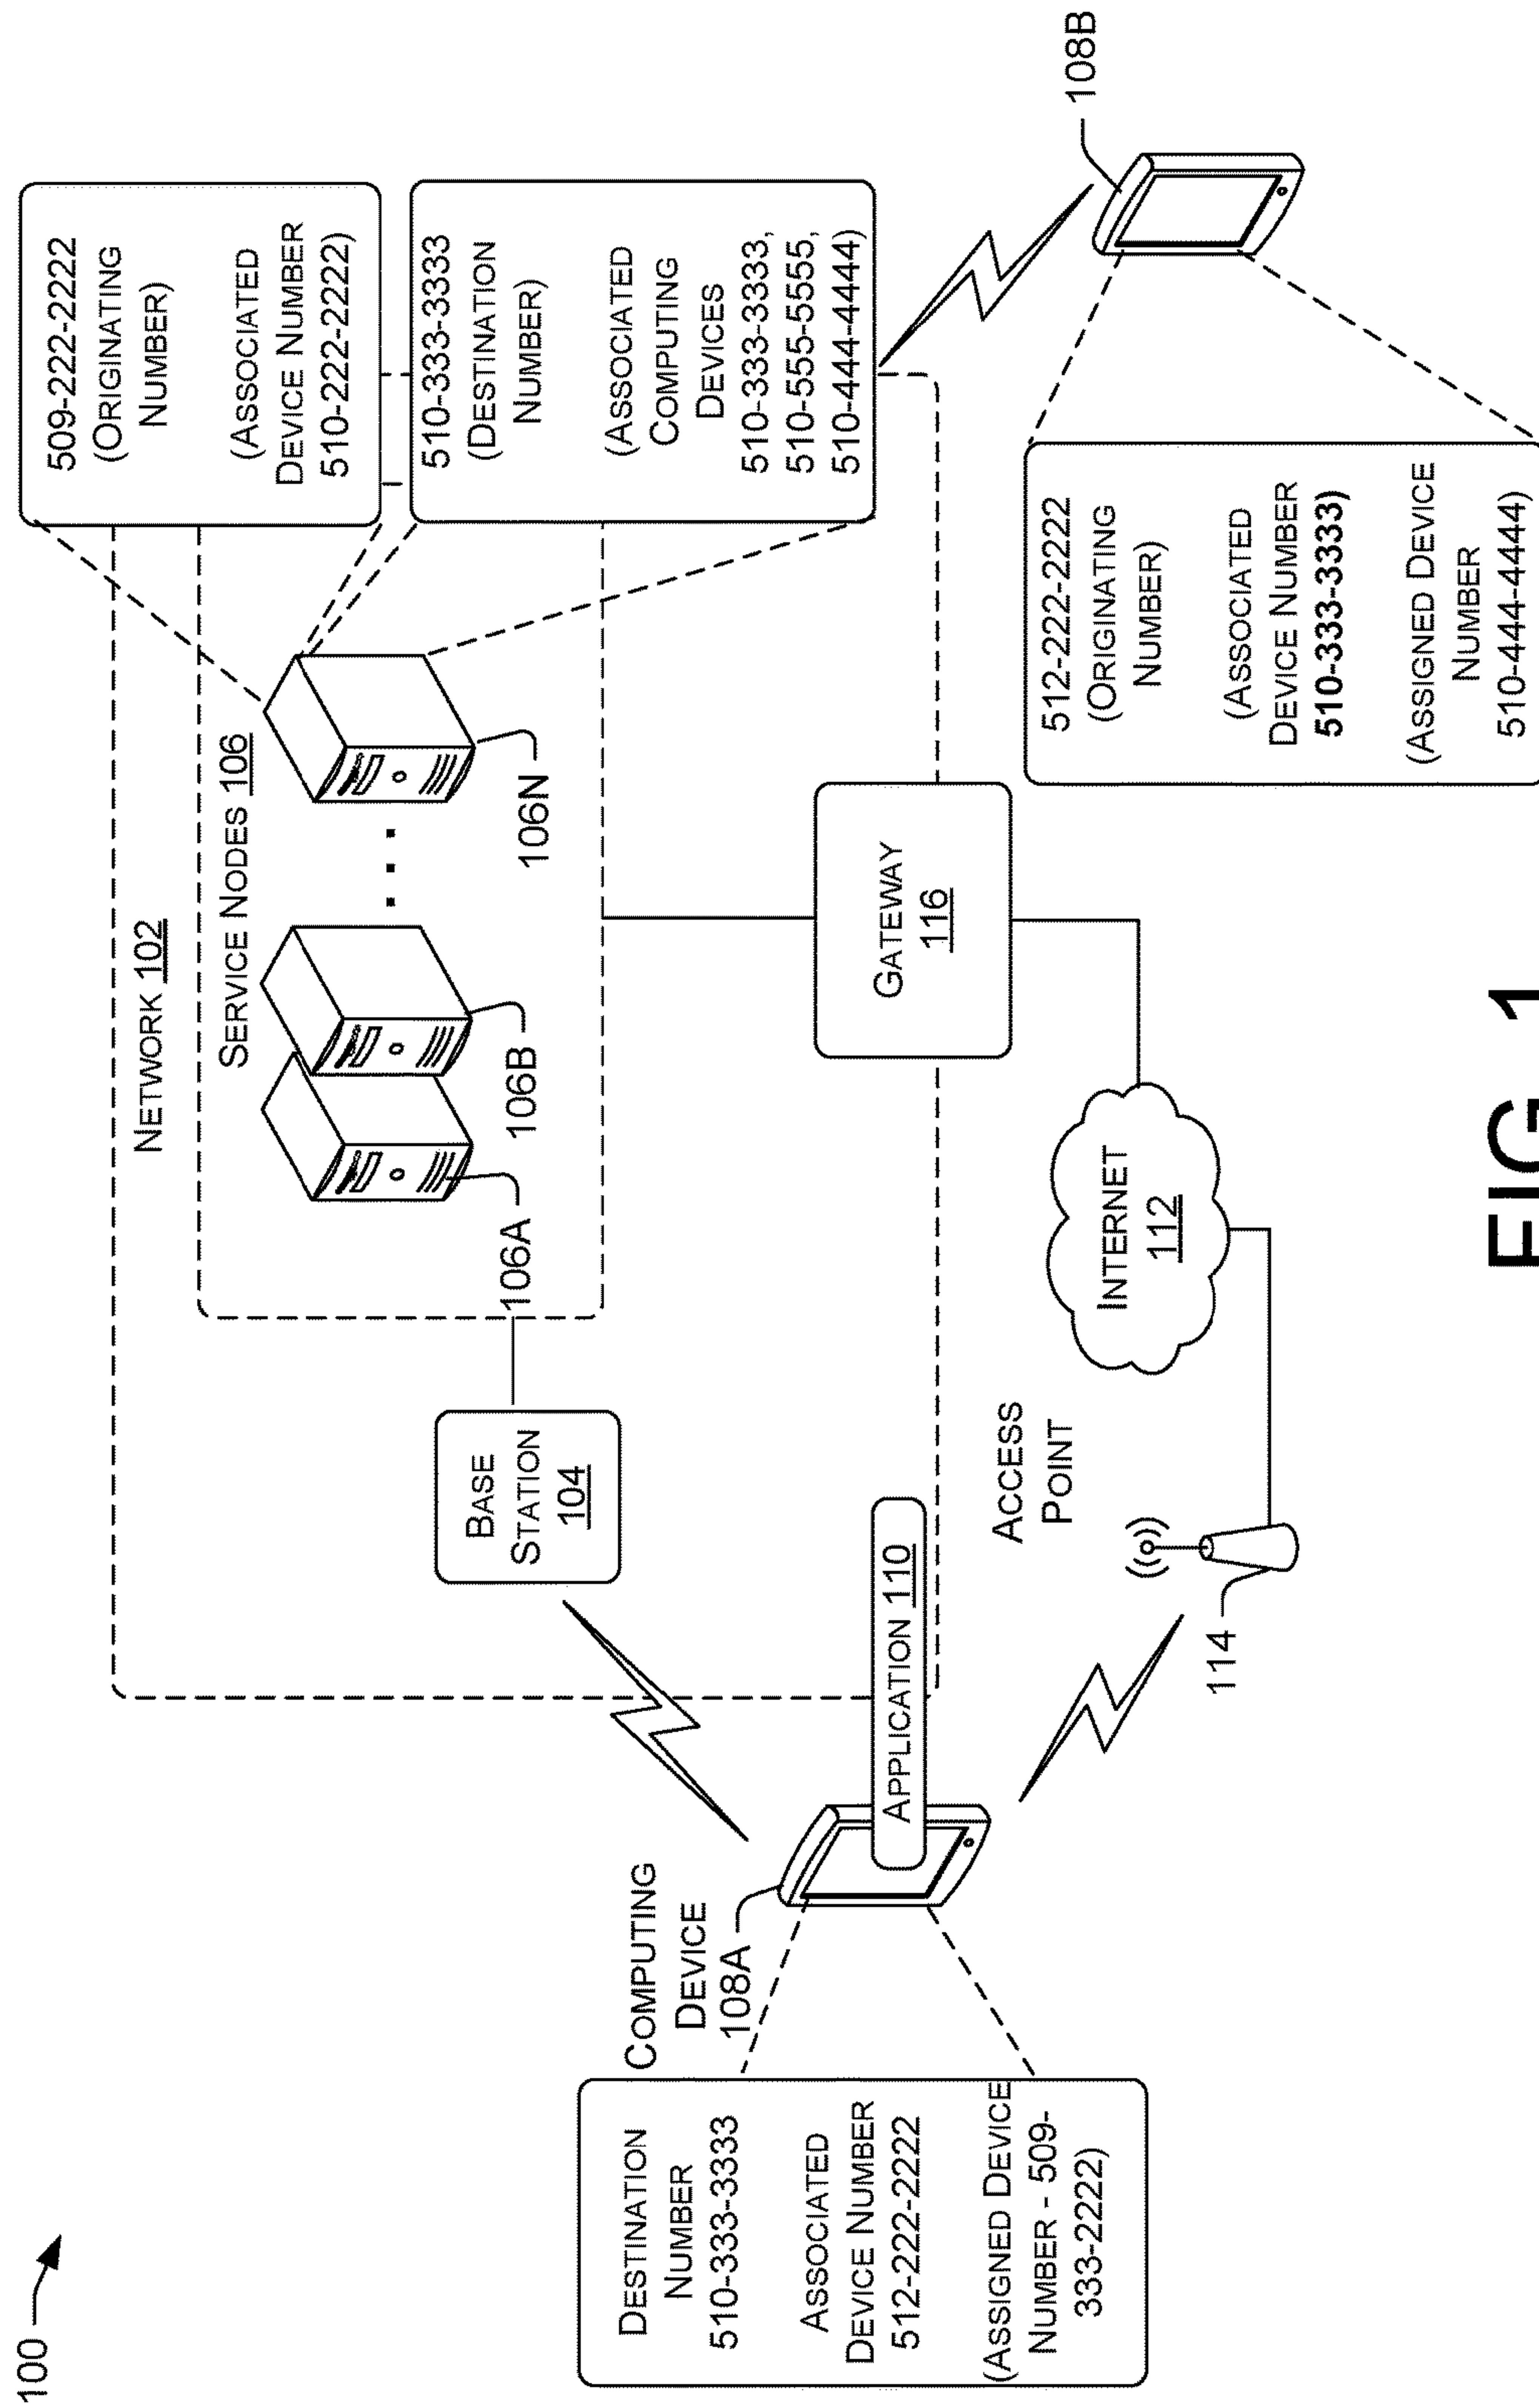 100
NETWORK 102
SERVICE NODES 106
106A
106B
. . .
106N
509-222-2222
(ORIGINATING
NUMBER)
(ASSOCIATED
DEVICE NUMBER
510-222-2222)
510-333-3333
(DESTINATION
NUMBER)
(ASSOCIATED
COMPUTING
DEVICES
510-333-3333,
510-555-5555,
510-444-4444)
BASE
STATION
104
COMPUTING
DEVICE
108A
APPLICATION 110
DESTINATION
NUMBER
510-333-3333
ASSOCIATED
DEVICE NUMBER
512-222-2222
(ASSIGNED DEVICE
NUMBER - 509-
333-2222)
GATEWAY
116
ACCESS
POINT
114
INTERNET
112
108B
512-222-2222
(ORIGINATING
NUMBER)
(ASSOCIATED
DEVICE NUMBER
510-333-3333)
(ASSIGNED DEVICE
NUMBER
510-444-4444)
FIG. 1